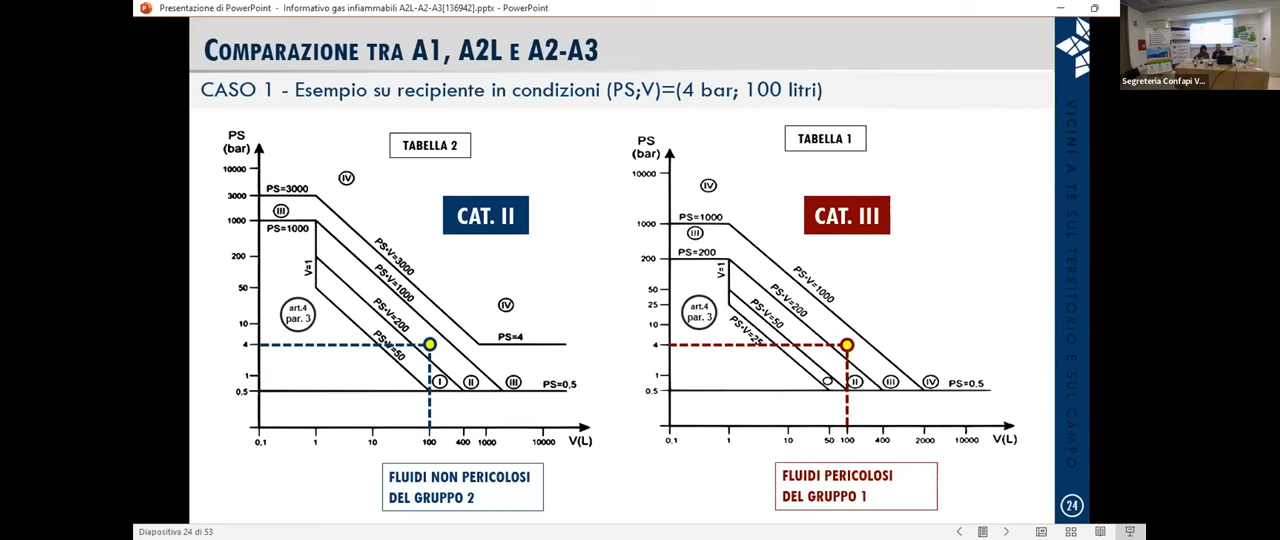 Presentazione di PowerPoint - Informativo gas infiammabili A2L-A2-A3[136942].pptx - PowerPoint
Segreteria Confapi V...
COMPARAZIONE TRA A1, A2L E A2-A3
CASO 1 - Esempio su recipiente in condizioni (PS;V)=(4 bar; 100 litri)
TABELLA 2
PS
(bar)
10000
3000
1000
200
50
10
4
1
0.5
PS=3000
IV
III
PS=1000
CAT. II
V=1
PS•V=3000
PS•V=1000
PS•V=200
PS•V=50
art.4
par. 3
IV
PS=4
I
II
III
PS=0,5
0,1
1
10
100
400
1000
10000
V(L)
FLUIDI NON PERICOLOSI
DEL GRUPPO 2
TABELLA 1
PS
(bar)
10000
1000
200
50
25
10
4
1
0.5
IV
PS=1000
III
PS=200
CAT. III
V=1
PS•V=1000
PS•V=200
PS•V=50
PS•V=25
art.4
par. 3
II
III
IV
PS=0,5
0.1
1
10
50
100
400
2000
10000
V(L)
FLUIDI PERICOLOSI
DEL GRUPPO 1
VICINI A TE SUL TERRITORIO E SUL CAMPO
24
Diapositiva 24 di 53